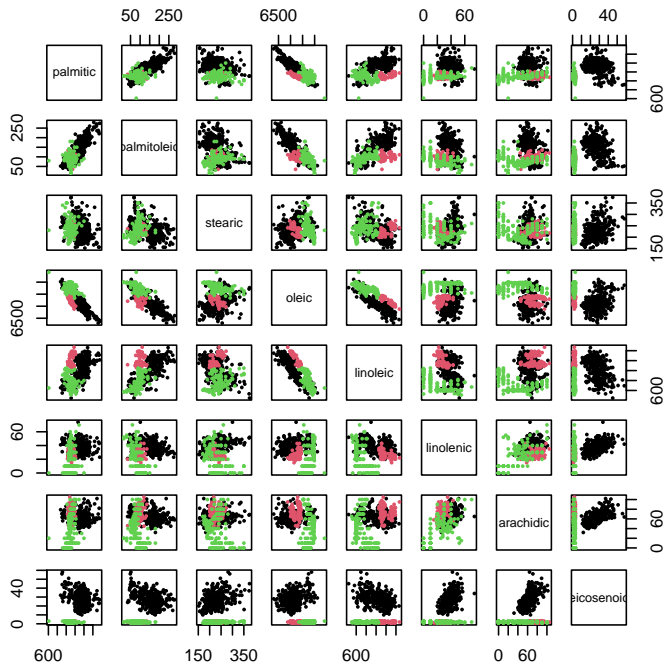 50 250 6500 0 60 0 40
palmitic 600
50 250 palmitoleic
stearic 150 350
6500 oleic
linoleic 600
0 60 linolenic
arachidic 0 60
0 40 eicosenoic
600 150 350 600 0 60